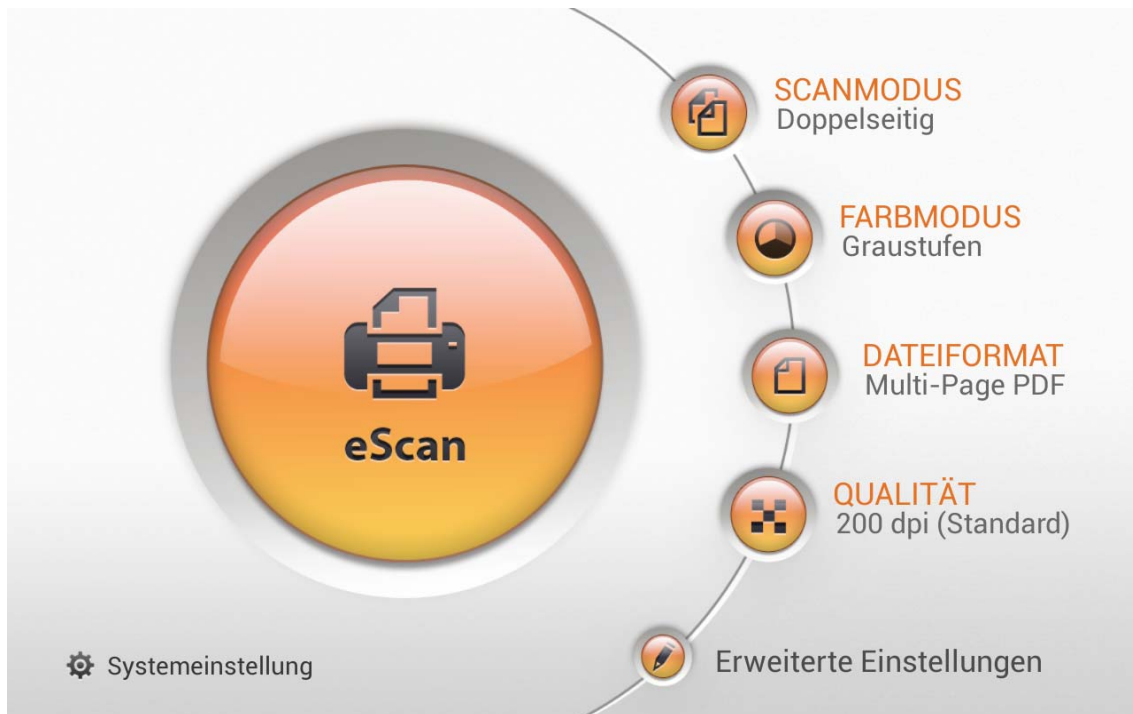 SCANMODUS
Doppelseitig
FARBMODUS
Graustufen
DATEIFORMAT
Multi-Page PDF
eScan
QUALITÄT
200 dpi (Standard)
Systemeinstellung
Erweiterte Einstellungen